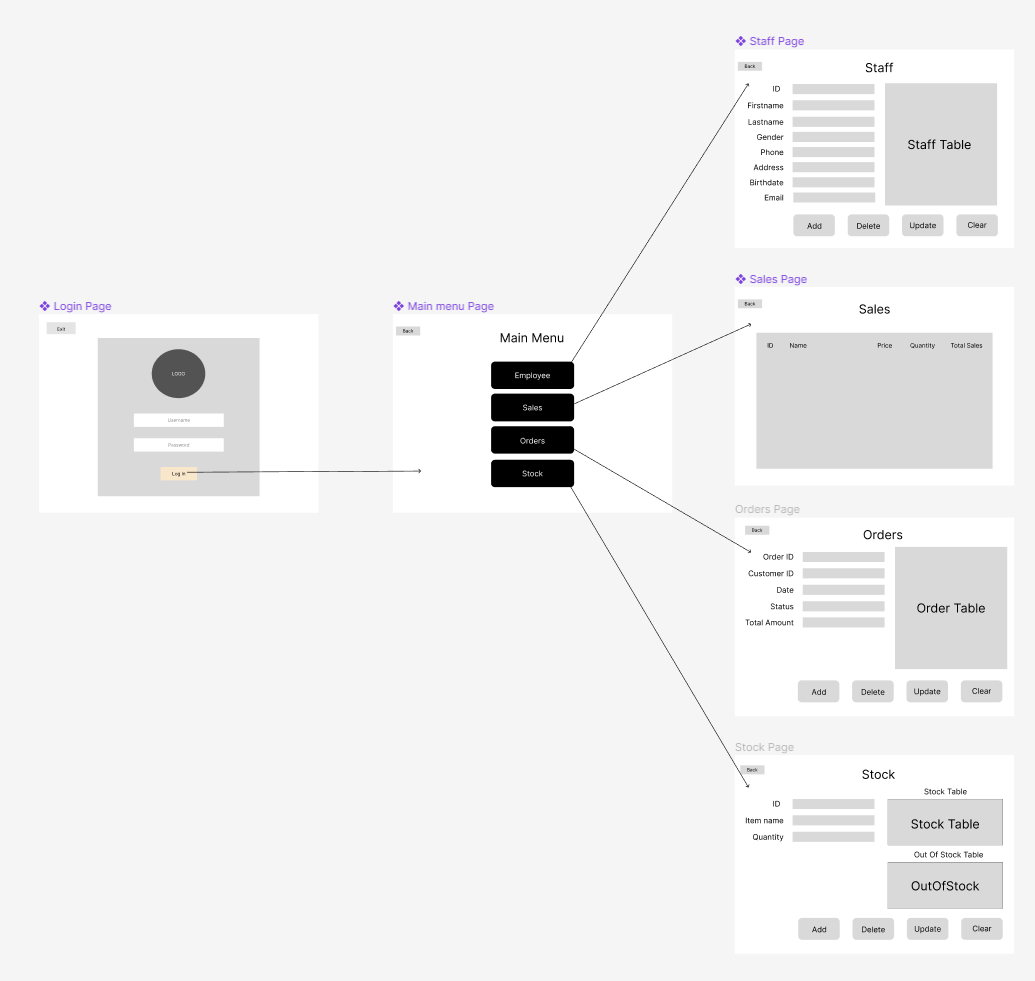 Login Page
Exit
LOGO
Username
Password
Log in
Main menu Page
Back
Main Menu
Employee
Sales
Orders
Stock
Staff Page
Back
Staff
ID
Firstname
Lastname
Gender
Phone
Address
Birthdate
Email
Staff Table
Add Delete Update Clear
Sales Page
Back
Sales
ID Name Price Quantity Total Sales
Orders Page
Back
Orders
Order ID
Customer ID
Date
Status
Total Amount
Order Table
Add Delete Update Clear
Stock Page
Back
Stock
ID
Item name
Quantity
Stock Table
Stock Table
Out Of Stock Table
OutOfStock
Add Delete Update Clear